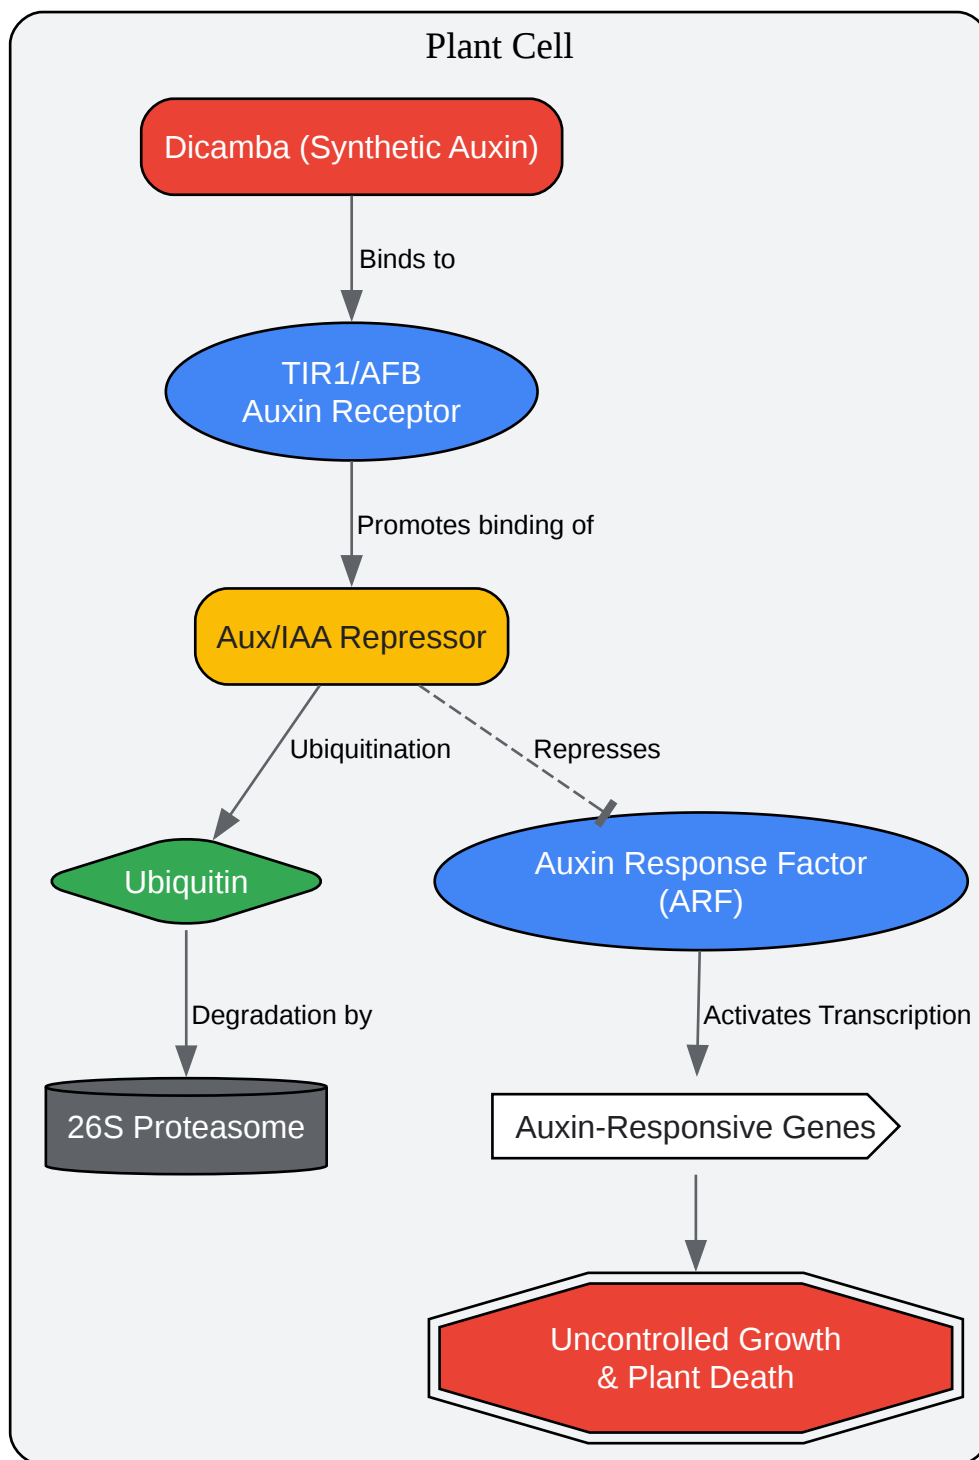 Plant Cell
Dicamba (Synthetic Auxin)
Binds to
TIR1/AFB
Auxin Receptor
Promotes binding of
Aux/IAA Repressor
Ubiquitination
Represses
Ubiquitin
Auxin Response Factor
(ARF)
Degradation by
Activates Transcription
26S Proteasome
Auxin-Responsive Genes
Uncontrolled Growth
& Plant Death